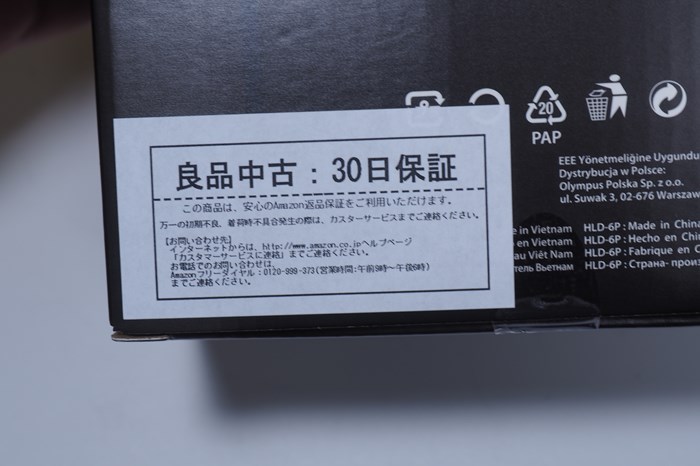 良品中古：30日保証
この商品は、安心のAmazon返品保証をご利用いただけます。
万一の初期不良、着荷時不具合発生の際は、カスターサービスまでご連絡ください。
【お問い合わせ先】
インターネットからは、http://www.amazon.co.jpヘルプページ
「カスタマーサービスに連絡」までご連絡ください。
お電話でのお問い合わせは、
Amazonフリーダイヤル：0120-999-373(営業時間:午前9時～午後6時)
までご連絡ください。
20
PAP
EEE Yönetmeliğine Uygundu
Dystrybucja w Polsce:
Olympus Polska Sp. z o.o.
ul. Suwak 3, 02-676 Warszaw
e in Vietnam
HLD-6P : Made in China
o en Vietnam
HLD-6P : Hecho en Chin
au Viêt Nam
HLD-6P : Fabrique en C
тель Вьетнам
HLD-6P : Страна- прои